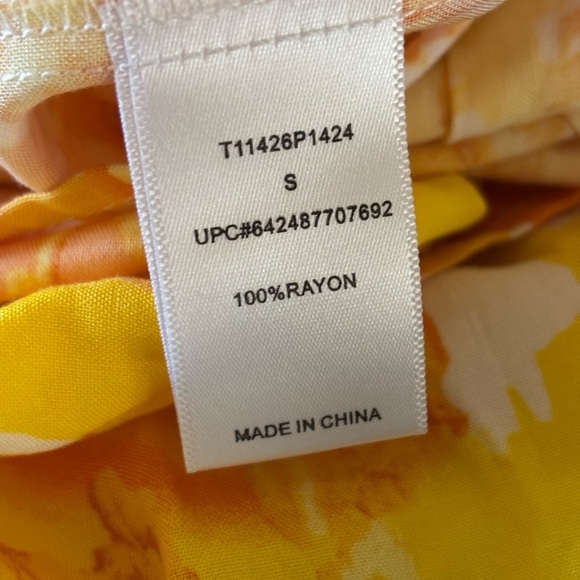 T11426P1424
S
UPC#642487707692
100%RAYON
MADE IN CHINA